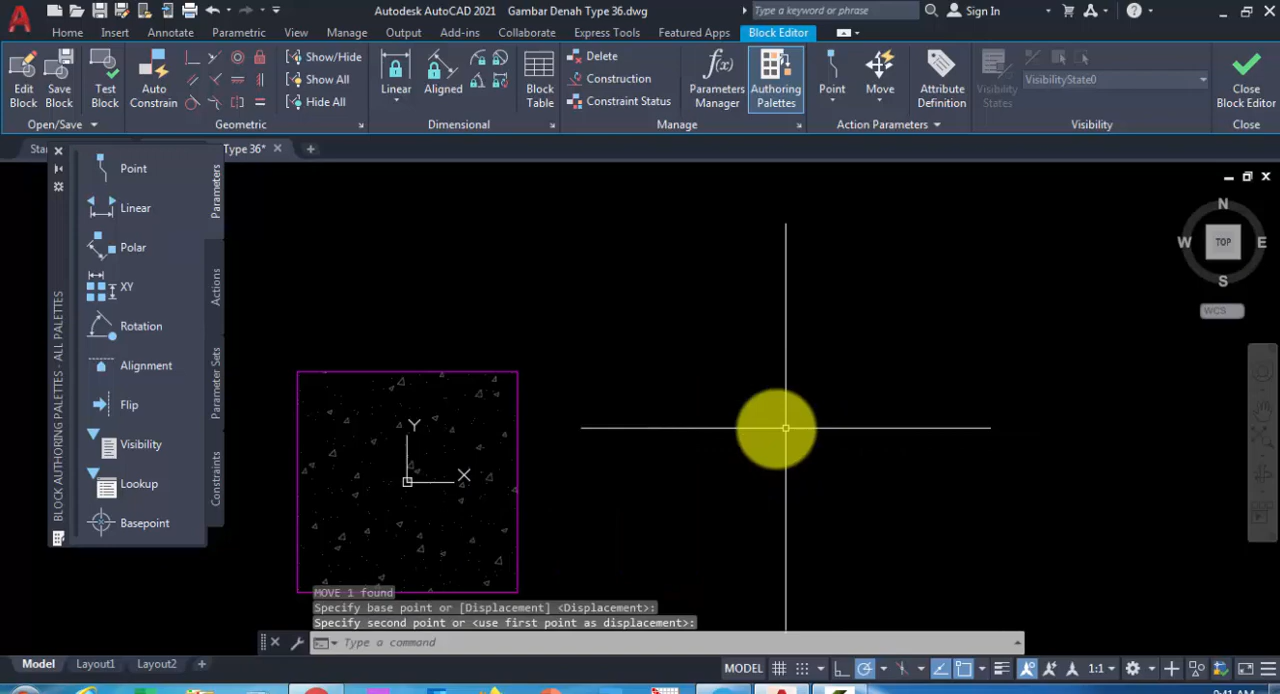 Autodesk AutoCAD 2021 Gambar Denah Type 36.dwg
Type a keyword or phrase
Sign In
Home Insert Annotate Parametric View Manage Output Add-ins Collaborate Express Tools Featured Apps Block Editor
Edit Block
Save Block
Test Block
Auto Constrain
Show/Hide
Show All
Hide All
Linear
Aligned
Block Table
Delete
Construction
Constraint Status
Parameters Manager
Authoring Palettes
Point
Move
Attribute Definition
Visibility States
VisibilityState0
Close Block Editor
Open/Save
Geometric
Dimensional
Manage
Action Parameters
Visibility
Close
Type 36*
Point
Linear
Polar
XY
Rotation
Alignment
Flip
Visibility
Lookup
Basepoint
Parameters
Actions
Parameter Sets
Constraints
BLOCK AUTHORING PALETTES - ALL PALETTES
N
W
TOP
E
S
WCS
Y
X
MOVE 1 found
Specify base point or [Displacement] <Displacement>:
Specify second point or <use first point as displacement>:
Type a command
Model Layout1 Layout2
MODEL
1:1